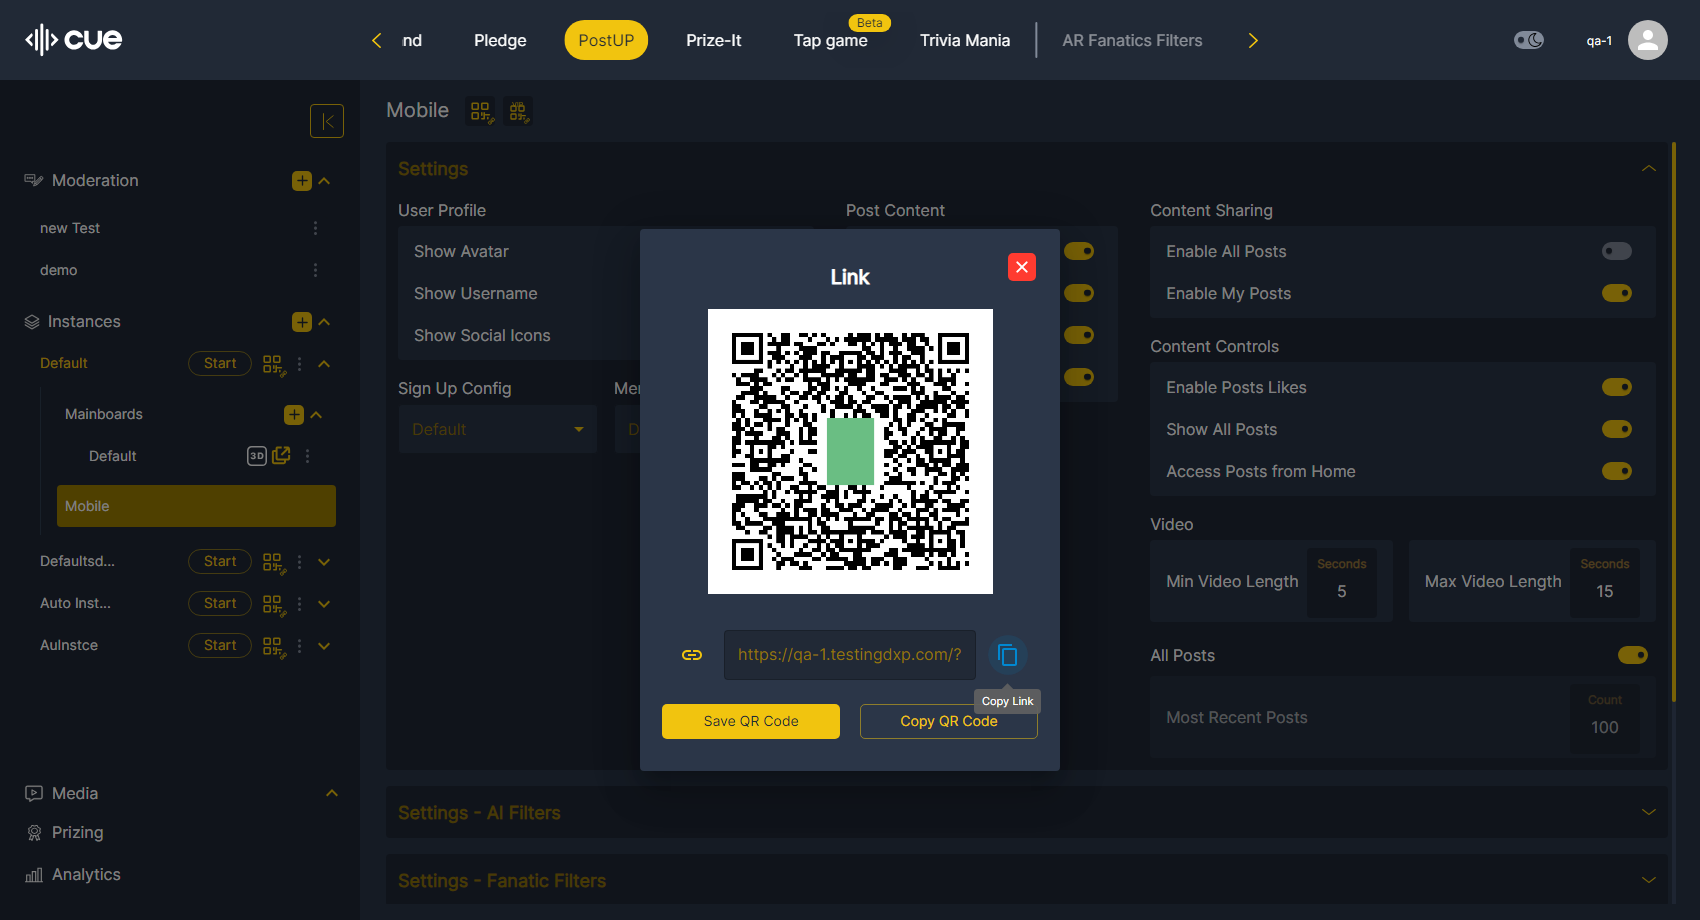 cue
nd
Pledge
PostUP
Prize-It
Tap game
Beta
Trivia Mania
AR Fanatics Filters
qa-1
Moderation
new Test
demo
Instances
Default
Start
Mainboards
Default
3D
Mobile
Defaultsd...
Start
Auto Inst...
Start
AuInstce
Start
Media
Prizing
Analytics
Mobile
Settings
User Profile
Show Avatar
Show Username
Show Social Icons
Sign Up Config
Default
Me
D
Post Content
Content Sharing
Enable All Posts
Enable My Posts
Content Controls
Enable Posts Likes
Show All Posts
Access Posts from Home
Video
Min Video Length
Seconds
5
Max Video Length
Seconds
15
All Posts
Most Recent Posts
Count
100
Settings - AI Filters
Settings - Fanatic Filters
Link
https://qa-1.testingdxp.com/?
Copy Link
Save QR Code
Copy QR Code